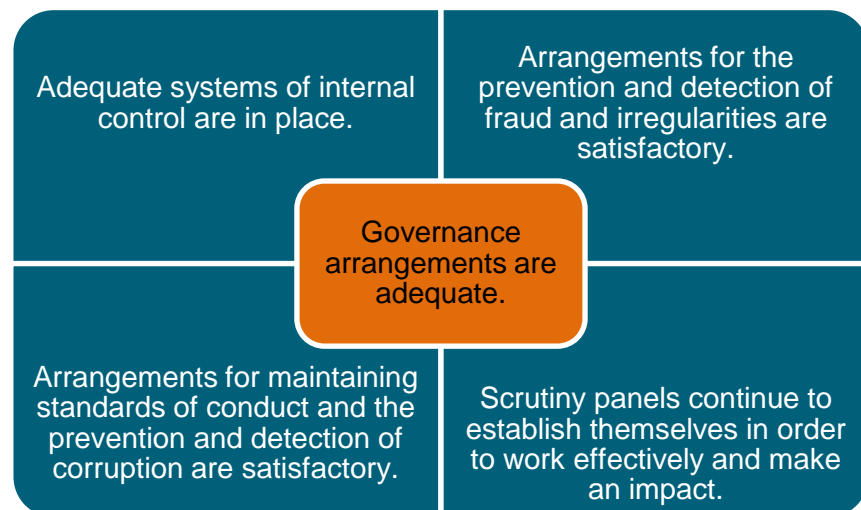 Adequate systems of internal
control are in place.
Arrangements for the
prevention and detection of
fraud and irregularities are
satisfactory.
Governance
arrangements are
adequate.
Arrangements for maintaining
standards of conduct and the
prevention and detection of
corruption are satisfactory.
Scrutiny panels continue to
establish themselves in order
to work effectively and make
an impact.